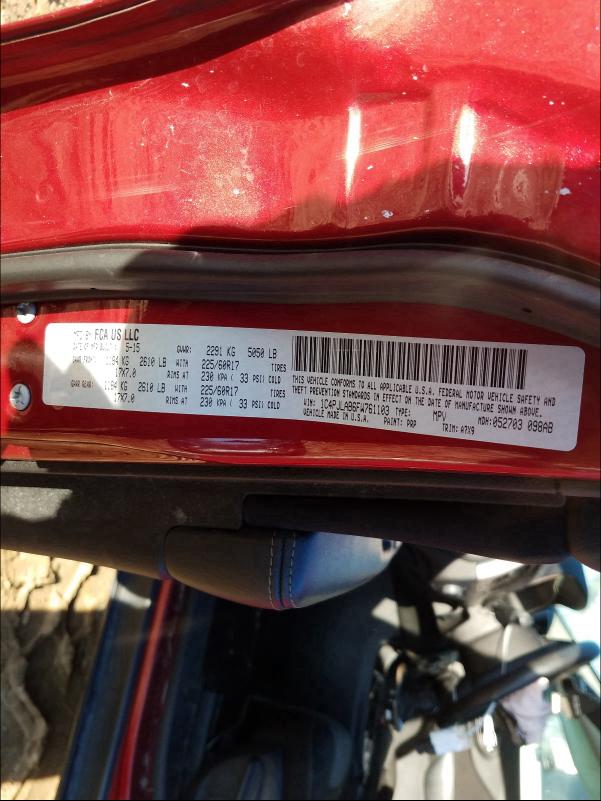 MFD BY FCA US LLC
DATE OF MFR BUILT: 5-15 GVWR: 2291 KG 5050 LB
GAWR FRONT: 1184 KG 2610 LB WITH 225/60R17 TIRES
17X7.0 RIMS AT 230 KPA ( 33 PSI) COLD
GAWR REAR: 1184 KG 2610 LB WITH 225/60R17 TIRES
17X7.0 RIMS AT 230 KPA ( 33 PSI) COLD
THIS VEHICLE CONFORMS TO ALL APPLICABLE U.S.A. FEDERAL MOTOR VEHICLE SAFETY AND
THEFT PREVENTION STANDARDS IN EFFECT ON THE DATE OF MANUFACTURE SHOWN ABOVE.
VIN: 1C4PJLAB6FW761103 TYPE: MPV MDH: 052703 098AB
VEHICLE MADE IN U.S.A. PAINT: PRP TRIM: A7X9